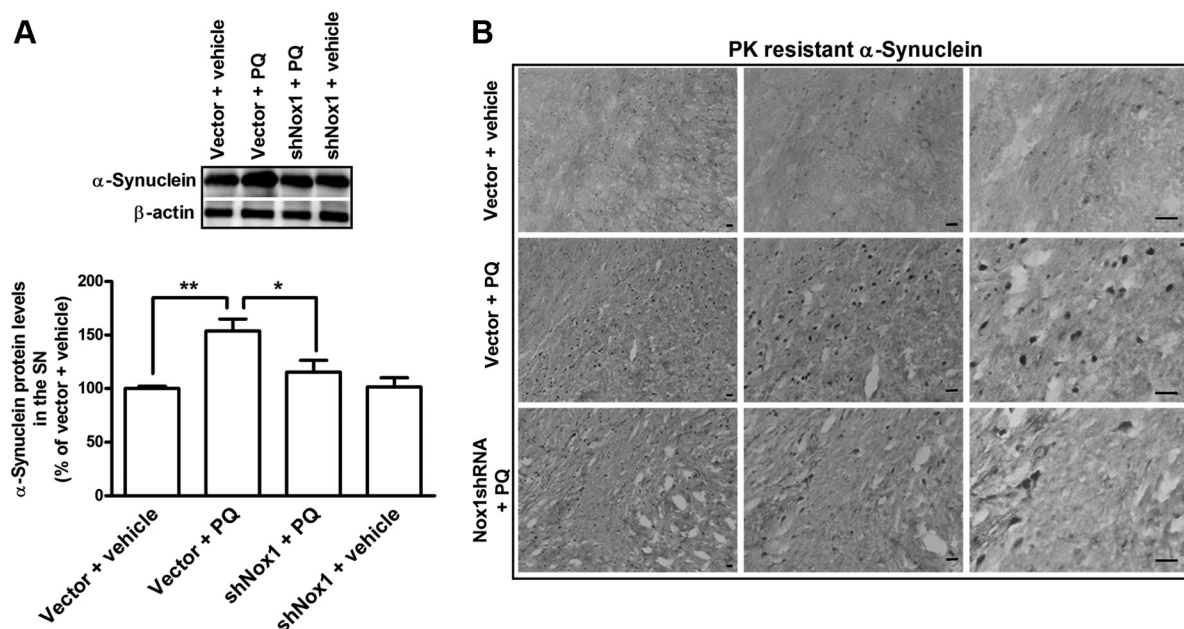 A
Vector + vehicle
Vector + PQ
shNox1 + PQ
shNox1 + vehicle
α-Synuclein
β-actin
α-Synuclein protein levels
in the SN
(% of vector + vehicle)
200
150
100
50
0
**
*
Vector + vehicle
Vector + PQ
shNox1 + PQ
shNox1 + vehicle
B
PK resistant α-Synuclein
Vector + vehicle
Vector + PQ
Nox1shRNA
+ PQ